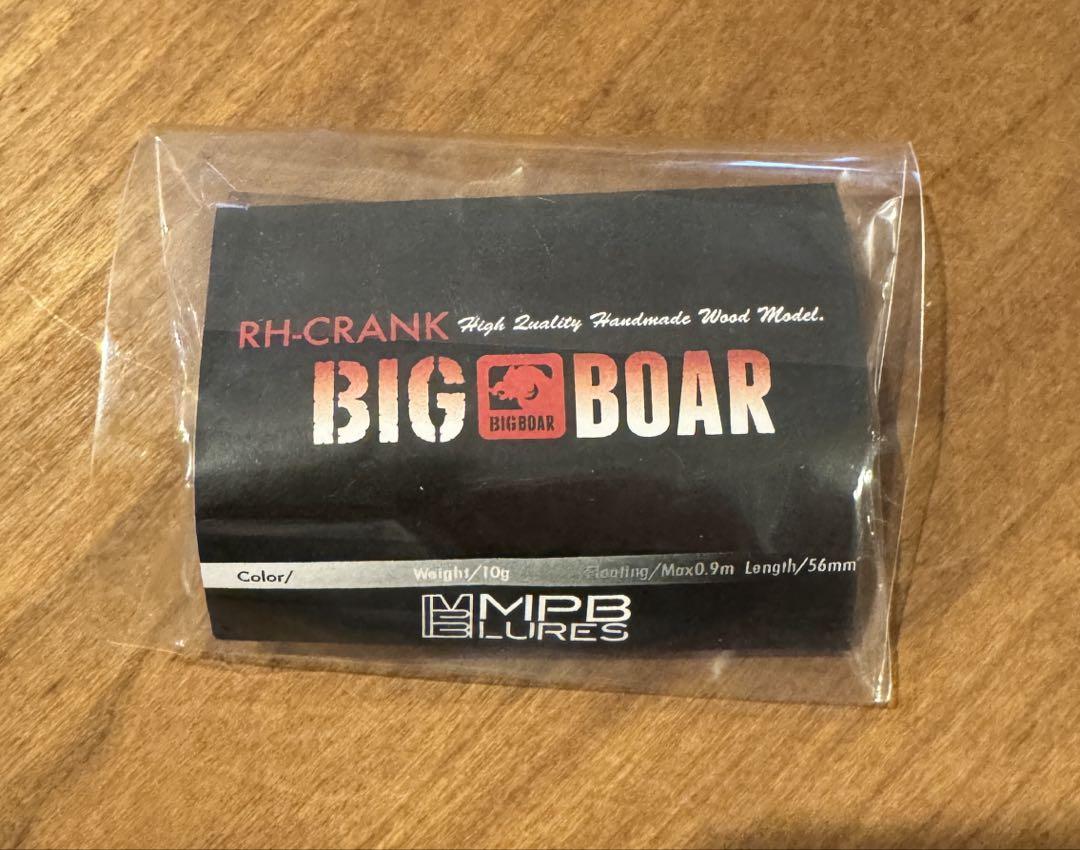 RH-CRANK High Quality Handmade Wood Model.
BIG BIGBOAR BOAR
Color/ Weight/10g Floating/Max0.9m Length/56mm
MPB MPB
LURES